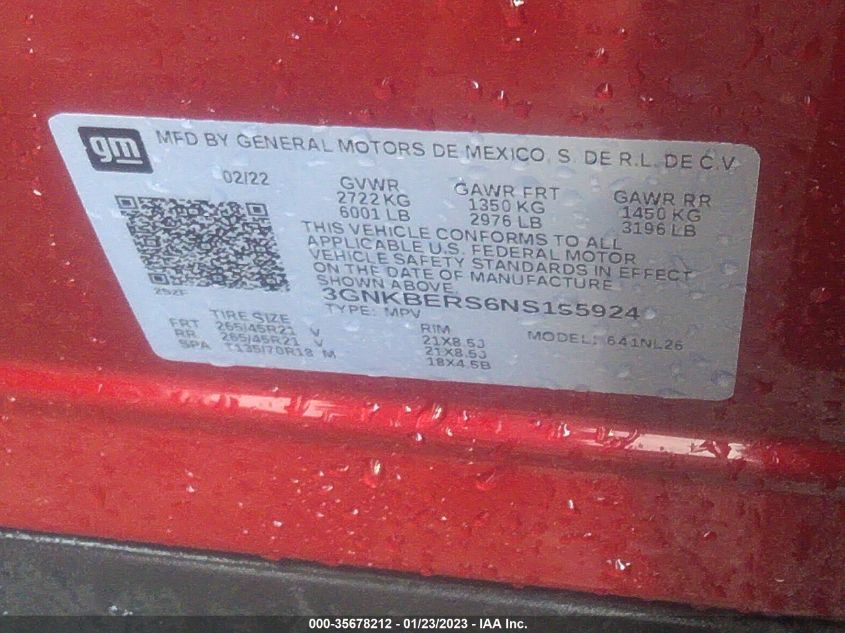 gm
MFD BY GENERAL MOTORS DE MEXICO, S. DE R.L. DE C.V.
02/22
GVWR GAWR FRT GAWR RR
2722 KG 1350 KG 1450 KG
6001 LB 2976 LB 3196 LB
THIS VEHICLE CONFORMS TO ALL
APPLICABLE U.S. FEDERAL MOTOR
VEHICLE SAFETY STANDARDS IN EFFECT
ON THE DATE OF MANUFACTURE
SHOWN ABOVE.
252F
3GNKBERS6NS155924
TYPE: MPV MODEL: 641NL26
TIRE SIZE RIM
FRT 265/45R21 V 21X8.5J
RR 265/45R21 V 21X8.5J
SPA T135/70R18 M 18X4.5B
000-35678212 - 01/23/2023 - IAA Inc.